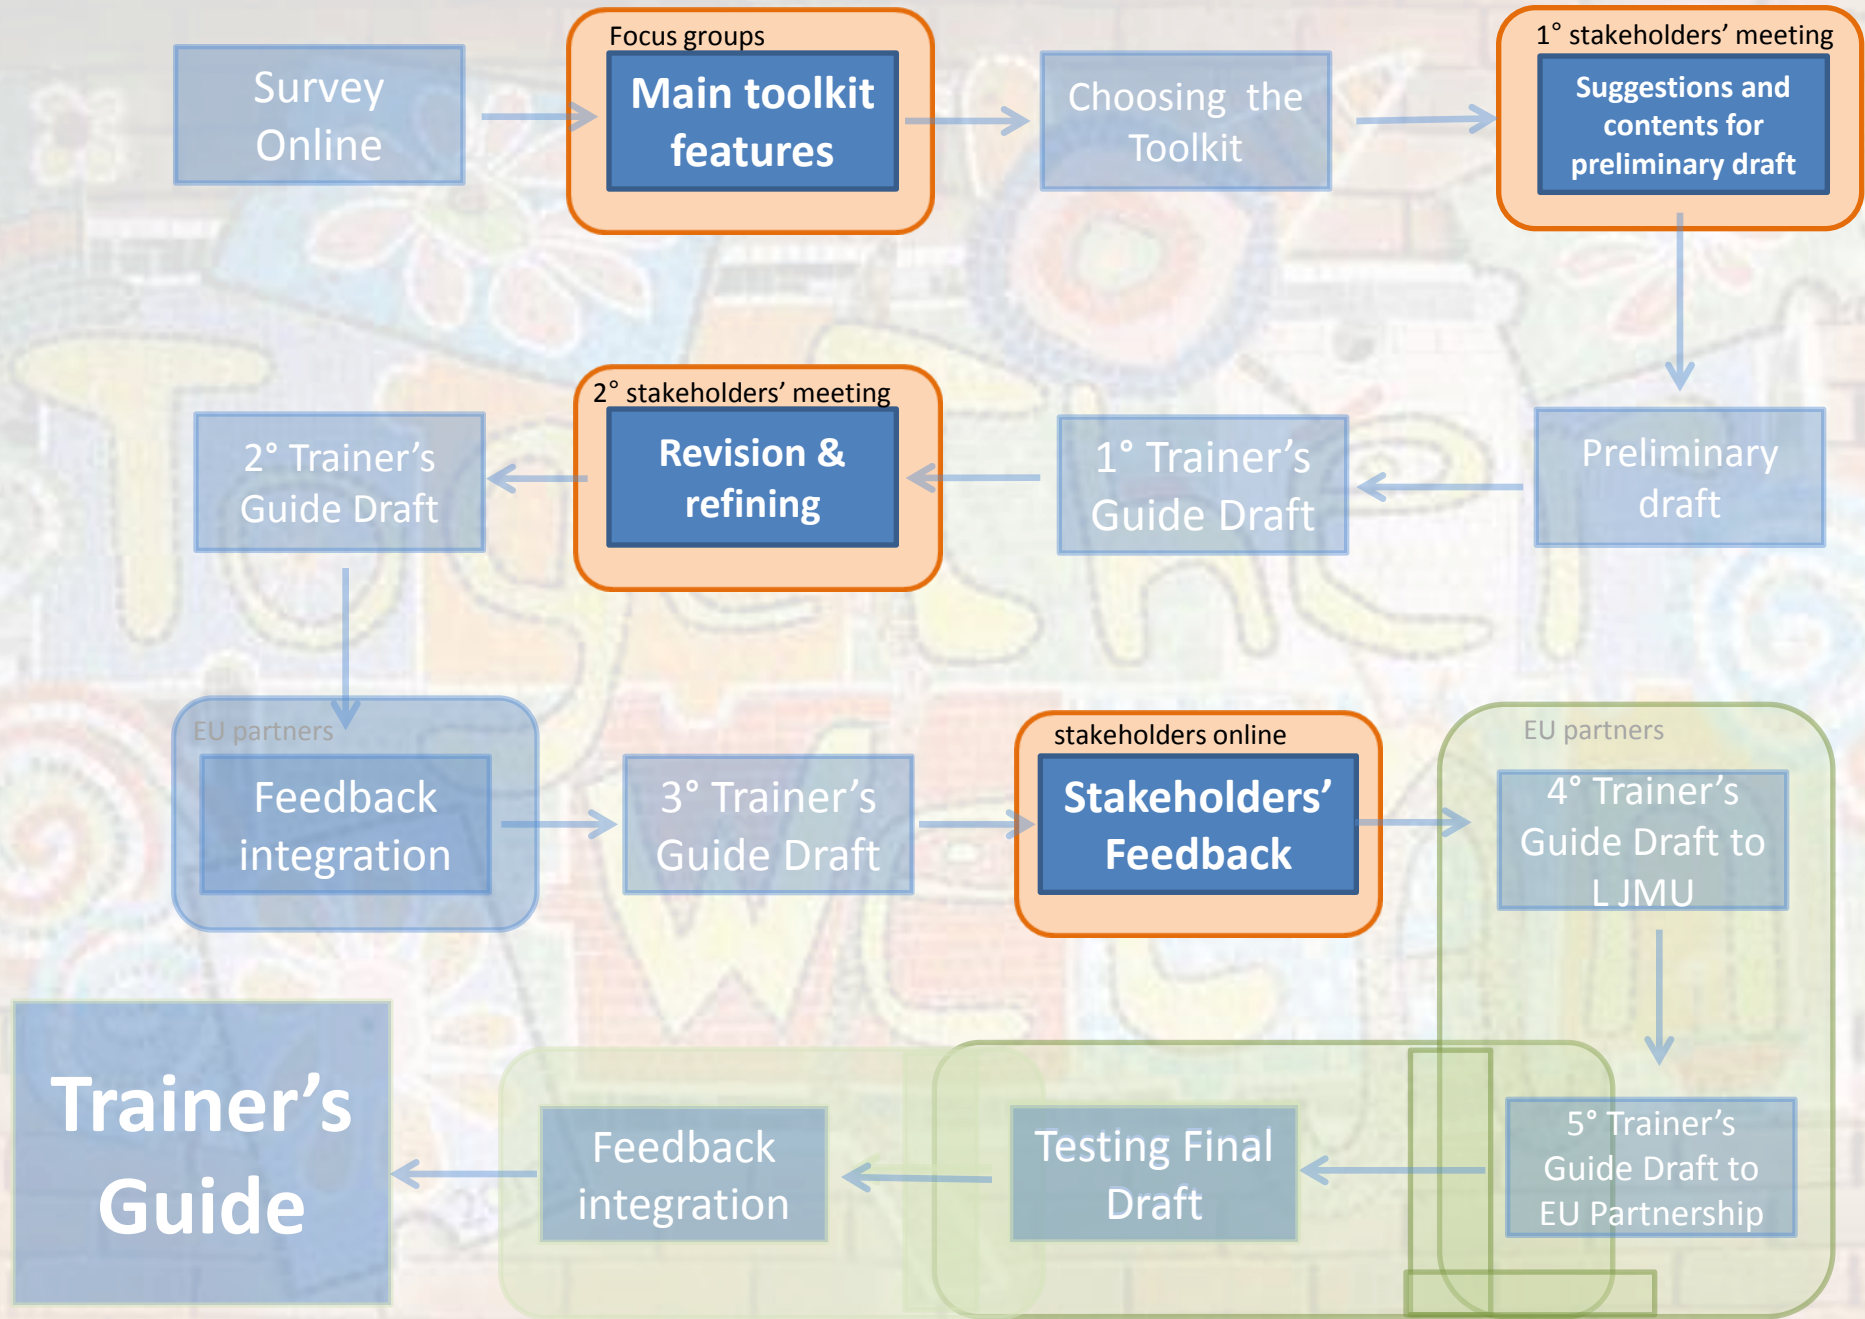 Survey
Online
Focus groups
Main toolkit
features
Choosing the
Toolkit
1° stakeholders' meeting
Suggestions and
contents for
preliminary draft
2° Trainer's
Guide Draft
2° stakeholders' meeting
Revision &
refining
1° Trainer's
Guide Draft
Preliminary
draft
Together
EU partners
Feedback
integration
3° Trainer's
Guide Draft
stakeholders online
Stakeholders'
Feedback
EU partners
4° Trainer's
Guide Draft to
L JMU
Trainer's
Guide
Feedback
integration
Testing Final
Draft
5° Trainer's
Guide Draft to
EU Partnership